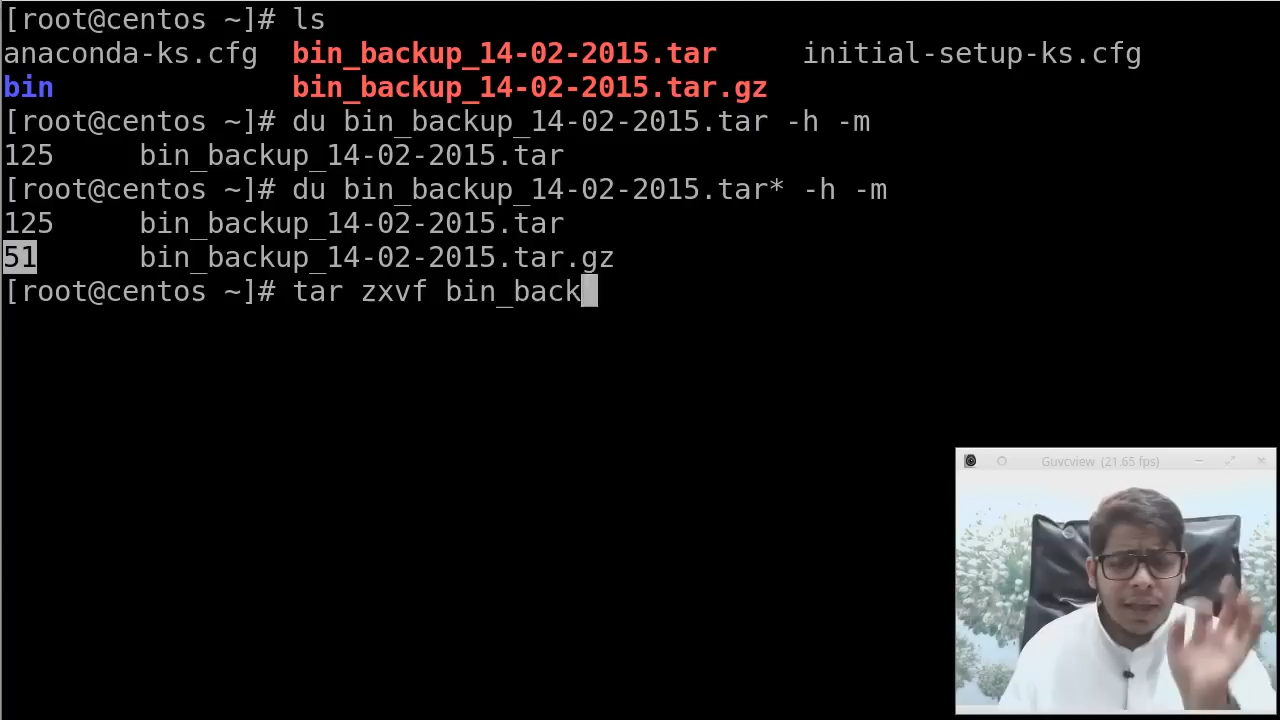 [root@centos ~]# ls
anaconda-ks.cfg  bin_backup_14-02-2015.tar     initial-setup-ks.cfg
bin              bin_backup_14-02-2015.tar.gz
[root@centos ~]# du bin_backup_14-02-2015.tar -h -m
125     bin_backup_14-02-2015.tar
[root@centos ~]# du bin_backup_14-02-2015.tar* -h -m
125     bin_backup_14-02-2015.tar
51      bin_backup_14-02-2015.tar.gz
[root@centos ~]# tar zxvf bin_back
Guvcview (21.65 fps)